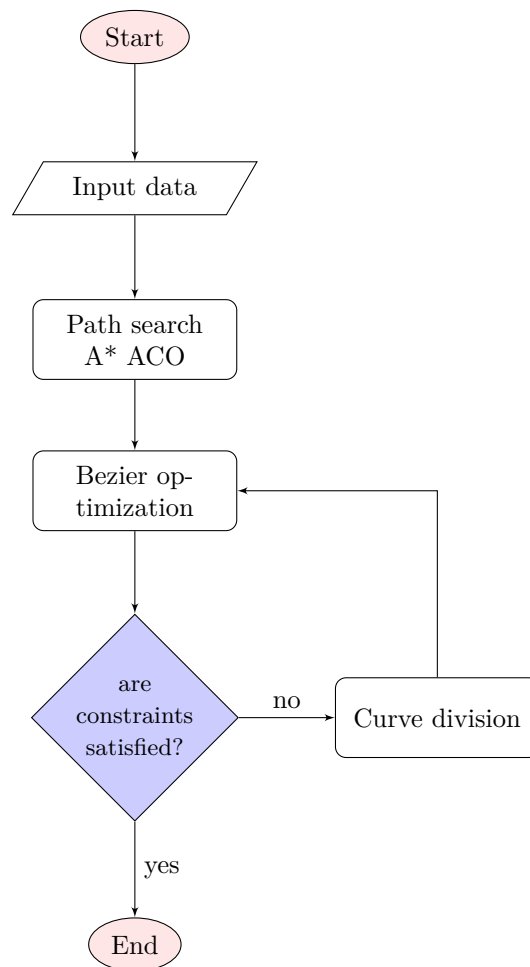 Start
Input data
Path search
A* ACO
Bezier op-
timization
are
constraints
satisfied?
no
Curve division
yes
End